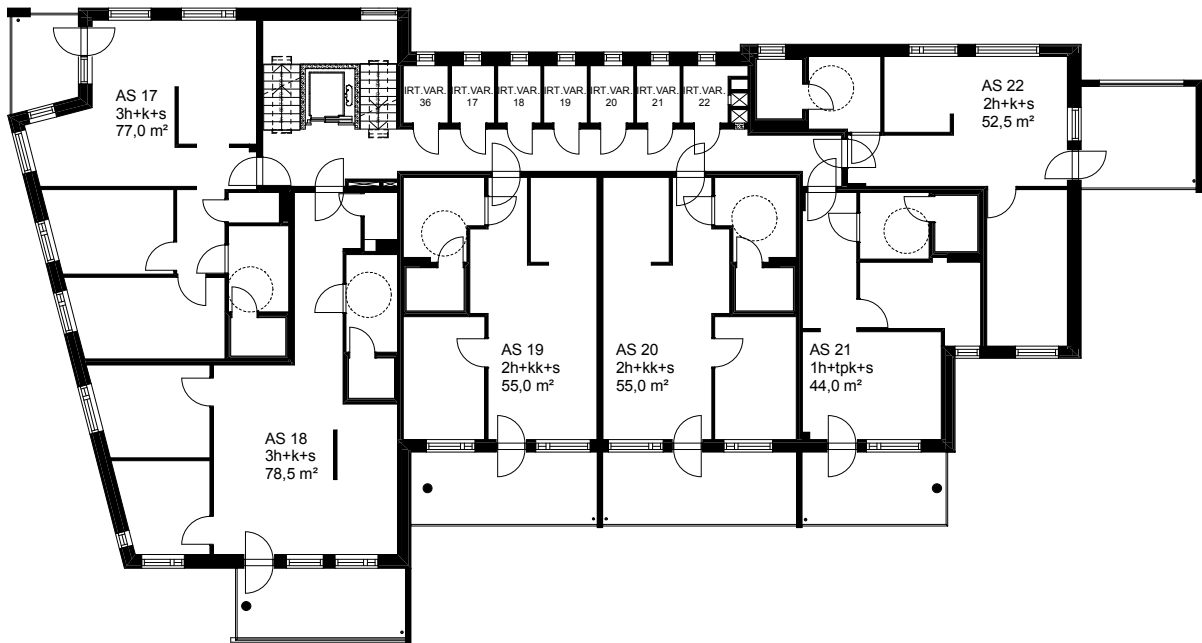 AS 17
3h+k+s
77,0 m²
IRT.VAR.
36
IRT.VAR.
17
IRT.VAR.
18
IRT.VAR.
19
IRT.VAR.
20
IRT.VAR.
21
IRT.VAR.
22
AS 22
2h+k+s
52,5 m²
AS 18
3h+k+s
78,5 m²
AS 19
2h+kk+s
55,0 m²
AS 20
2h+kk+s
55,0 m²
AS 21
1h+tpk+s
44,0 m²